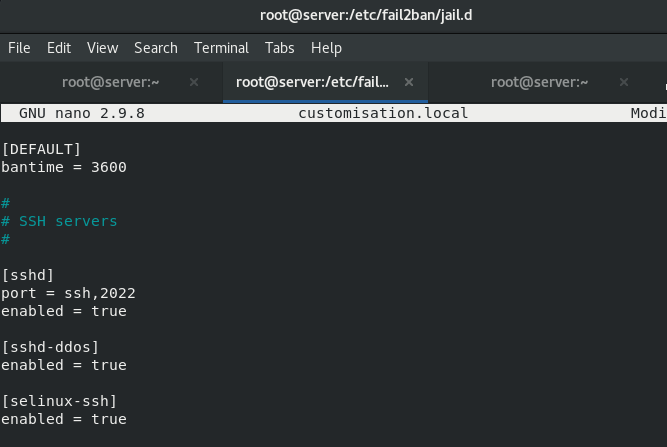 root@server:/etc/fail2ban/jail.d
File Edit View Search Terminal Tabs Help
root@server:~ × root@server:/etc/fail... × root@server:~ ×
GNU nano 2.9.8 customisation.local Modi
[DEFAULT]
bantime = 3600
#
# SSH servers
#
[sshd]
port = ssh,2022
enabled = true
[sshd-ddos]
enabled = true
[selinux-ssh]
enabled = true